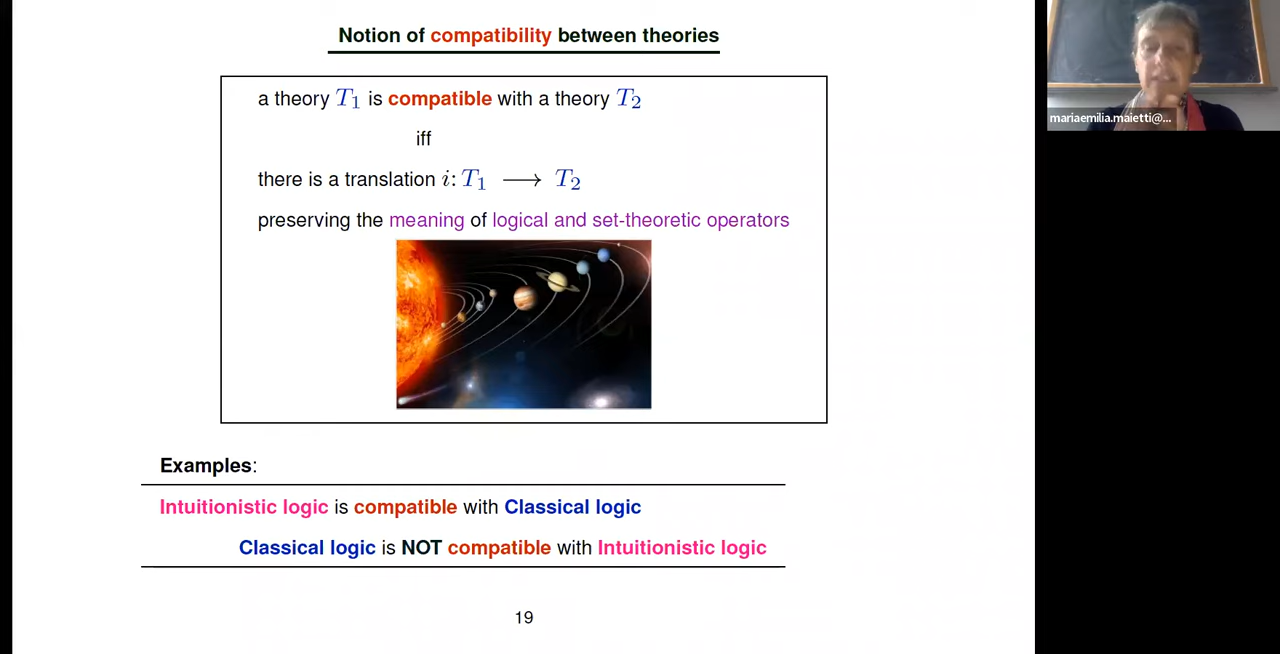 Notion of compatibility between theories
a theory T₁ is compatible with a theory T₂
iff
there is a translation i: T₁ ⟶ T₂
preserving the meaning of logical and set-theoretic operators
Examples:
Intuitionistic logic is compatible with Classical logic
Classical logic is NOT compatible with Intuitionistic logic
19
mariaemilia.maietti@...